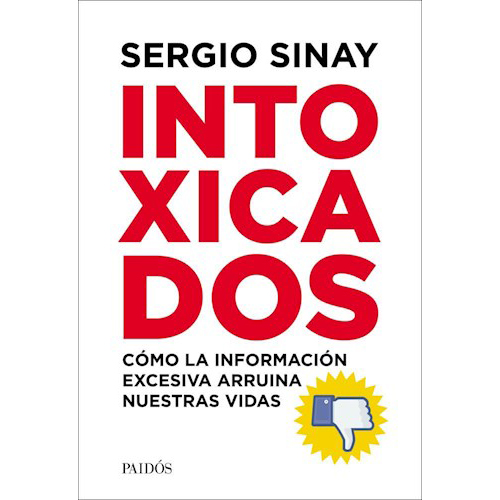 SERGIO SINAY
INTO
XICA
DOS
CÓMO LA INFORMACIÓN
EXCESIVA ARRUINA
NUESTRAS VIDAS
PAIDÓS